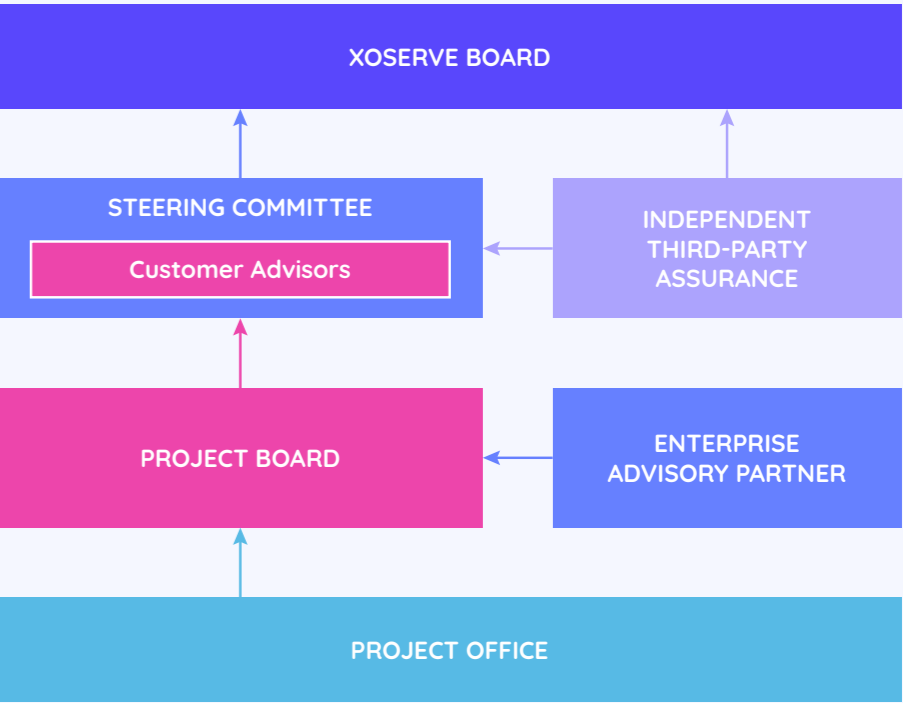 XOSERVE BOARD
STEERING COMMITTEE
Customer Advisors
INDEPENDENT
THIRD-PARTY
ASSURANCE
PROJECT BOARD
ENTERPRISE
ADVISORY PARTNER
PROJECT OFFICE